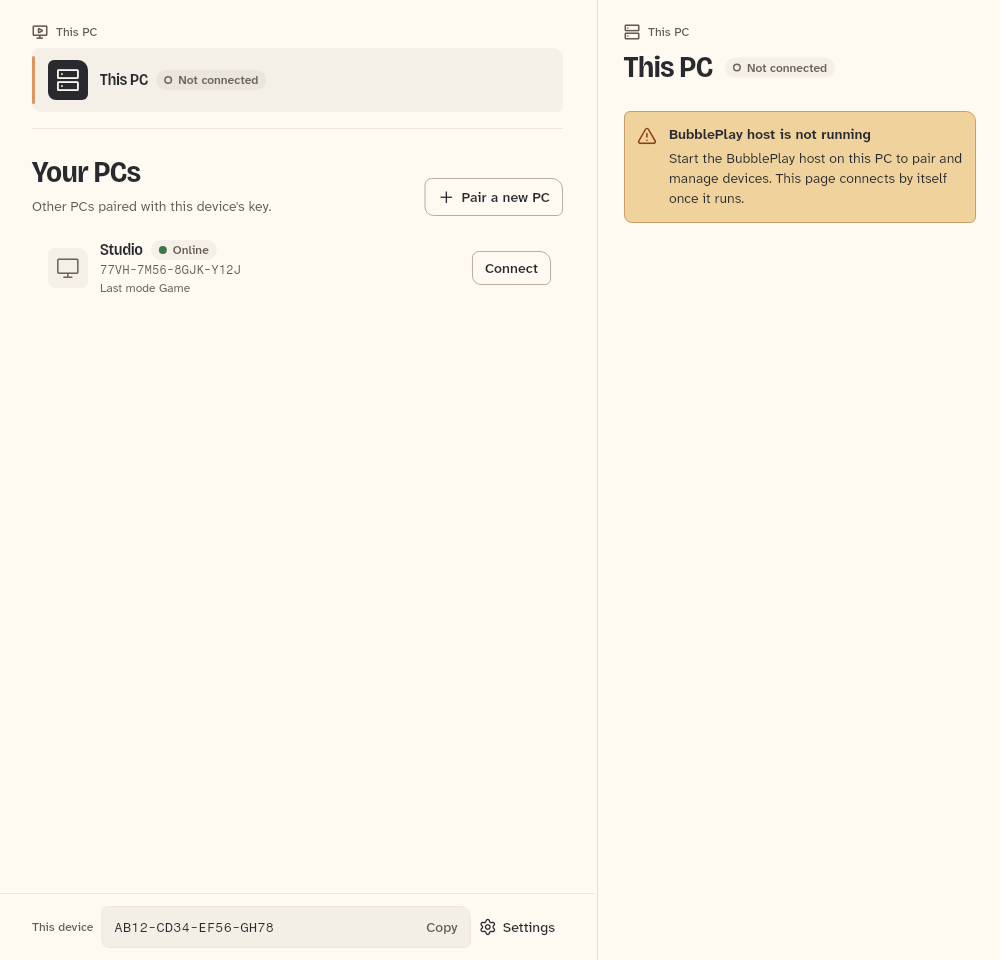 This PC
This PC Not connected
Your PCs
Other PCs paired with this device's key.
Pair a new PC
Studio Online
77VH-7M56-8GJK-Y12J
Last mode Game
Connect
This device AB12-CD34-EF56-GH78 Copy Settings
This PC
This PC Not connected
BubblePlay host is not running
Start the BubblePlay host on this PC to pair and
manage devices. This page connects by itself
once it runs.